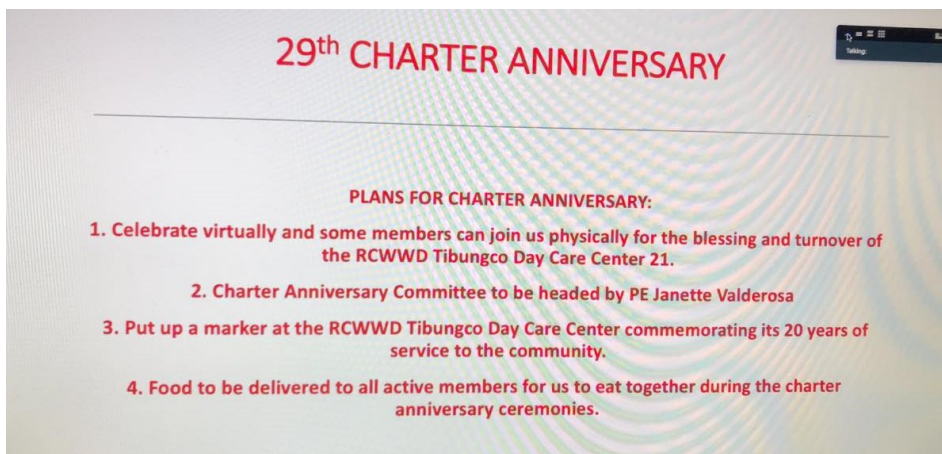 29th CHARTER ANNIVERSARY
Talking:
PLANS FOR CHARTER ANNIVERSARY:
1. Celebrate virtually and some members can join us physically for the blessing and turnover of
the RCWWD Tibungco Day Care Center 21.
2. Charter Anniversary Committee to be headed by PE Janette Valderosa
3. Put up a marker at the RCWWD Tibungco Day Care Center commemorating its 20 years of
service to the community.
4. Food to be delivered to all active members for us to eat together during the charter
anniversary ceremonies.